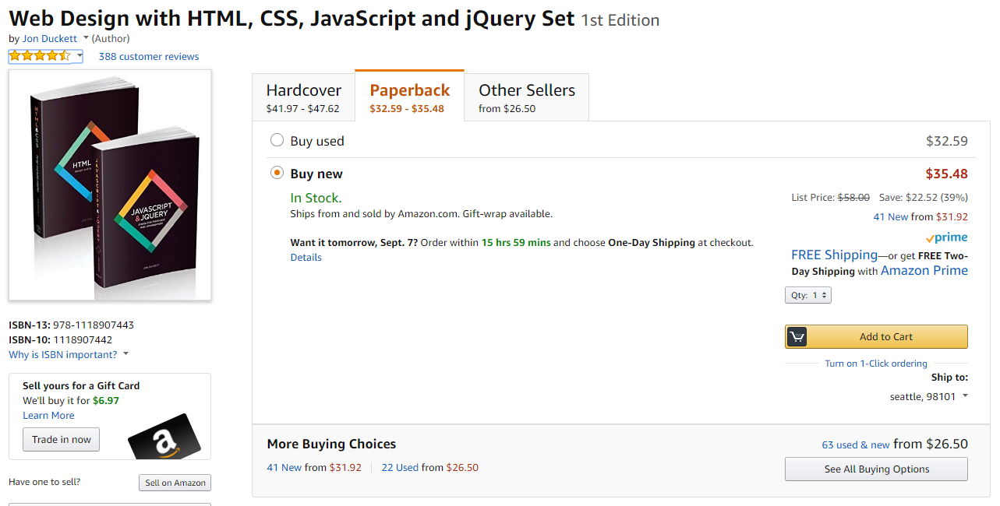 Web Design with HTML, CSS, JavaScript and jQuery Set 1st Edition
by Jon Duckett (Author)
388 customer reviews
HTML & CSS
HTML
JAVASCRIPT & JQUERY
JAVASCRIPT
& JQUERY
JON DUCKETT
ISBN-13: 978-1118907443
ISBN-10: 1118907442
Why is ISBN important?
Sell yours for a Gift Card
We'll buy it for $6.97
Learn More
Trade in now
a
Have one to sell?
Sell on Amazon
Hardcover
$41.97 - $47.62
Paperback
$32.59 - $35.48
Other Sellers
from $26.50
Buy used
$32.59
Buy new
$35.48
In Stock.
Ships from and sold by Amazon.com. Gift-wrap available.
Want it tomorrow, Sept. 7? Order within 15 hrs 59 mins and choose One-Day Shipping at checkout.
Details
List Price: $58.00 Save: $22.52 (39%)
41 New from $31.92
prime
FREE Shipping—or get FREE Two-
Day Shipping with Amazon Prime
Qty: 1
Add to Cart
Turn on 1-Click ordering
Ship to:
seattle, 98101
More Buying Choices
41 New from $31.92 | 22 Used from $26.50
63 used & new from $26.50
See All Buying Options